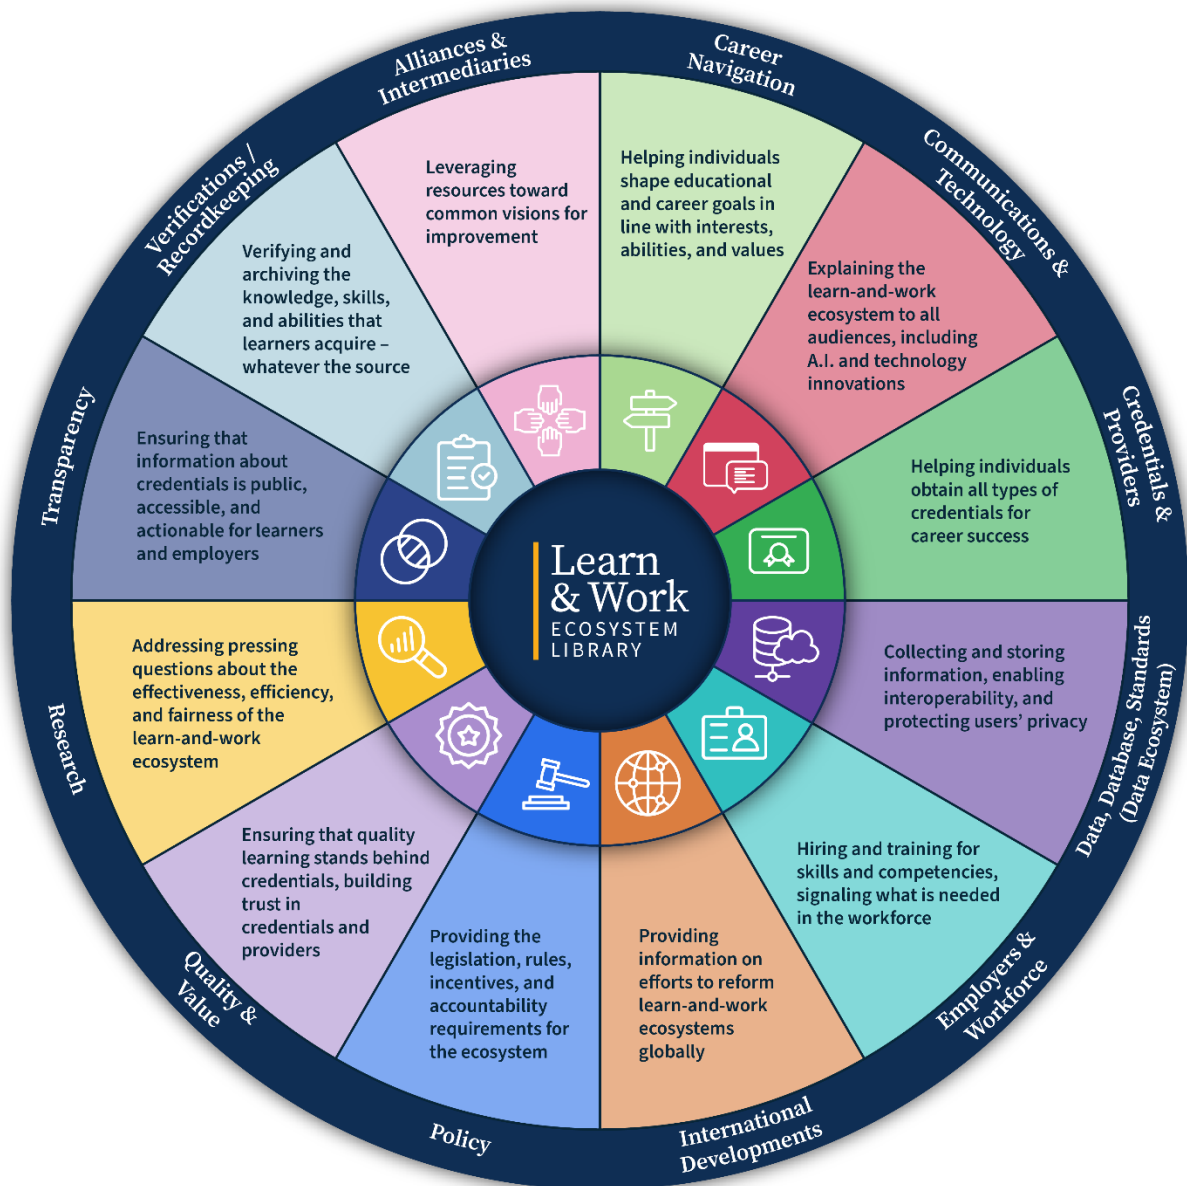 Learn
& Work
ECOSYSTEM
LIBRARY
Career
Navigation
Helping individuals
shape educational
and career goals in
line with interests,
abilities, and values
Communications &
Technology
Explaining the
learn-and-work
ecosystem to all
audiences, including
A.I. and technology
innovations
Credentials &
Providers
Helping individuals
obtain all types of
credentials for
career success
Data, Database, Standards
(Data Ecosystem)
Collecting and storing
information, enabling
interoperability, and
protecting users’ privacy
Employers &
Workforce
Hiring and training for
skills and competencies,
signaling what is needed
in the workforce
International
Developments
Providing
information on
efforts to reform
learn-and-work
ecosystems
globally
Policy
Providing the
legislation, rules,
incentives, and
accountability
requirements for
the ecosystem
Quality &
Value
Ensuring that quality
learning stands behind
credentials, building
trust in
credentials and
providers
Research
Addressing pressing
questions about the
effectiveness, efficiency,
and fairness of the
learn-and-work
ecosystem
Transparency
Ensuring that
information about
credentials is public,
accessible, and
actionable for learners
and employers
Verifications /
Recordkeeping
Verifying and
archiving the
knowledge, skills,
and abilities that
learners acquire –
whatever the source
Alliances &
Intermediaries
Leveraging
resources toward
common visions for
improvement